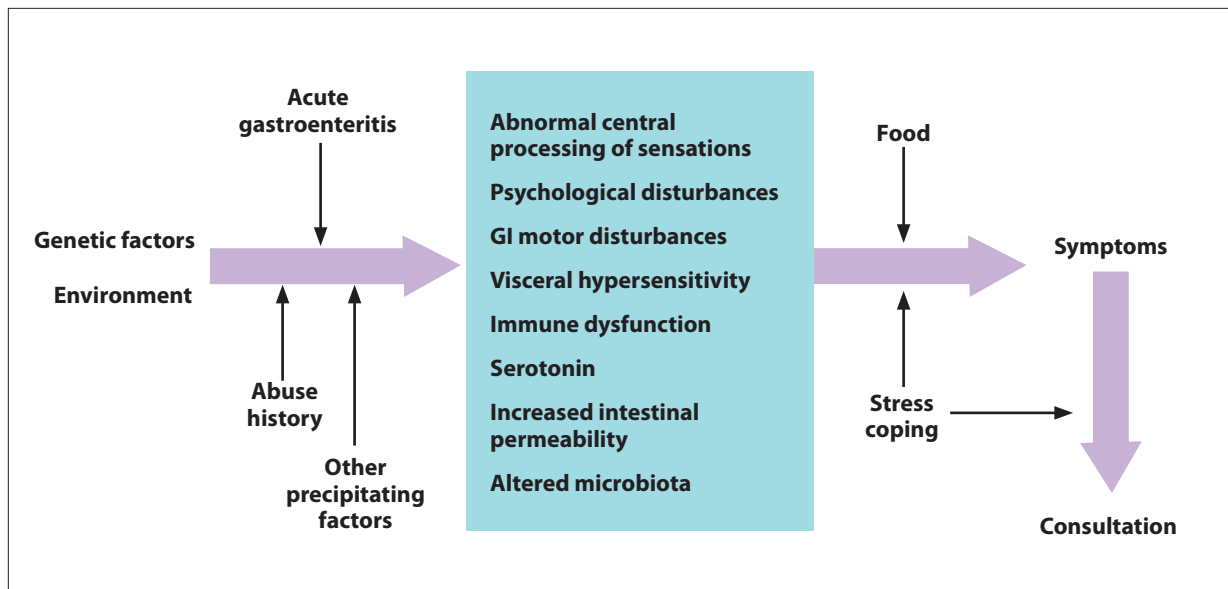 Acute
gastroenteritis
Genetic factors
Environment
Abuse
history
Other
precipitating
factors
Abnormal central
processing of sensations
Psychological disturbances
GI motor disturbances
Visceral hypersensitivity
Immune dysfunction
Serotonin
Increased intestinal
permeability
Altered microbiota
Food
Stress
coping
Symptoms
Consultation